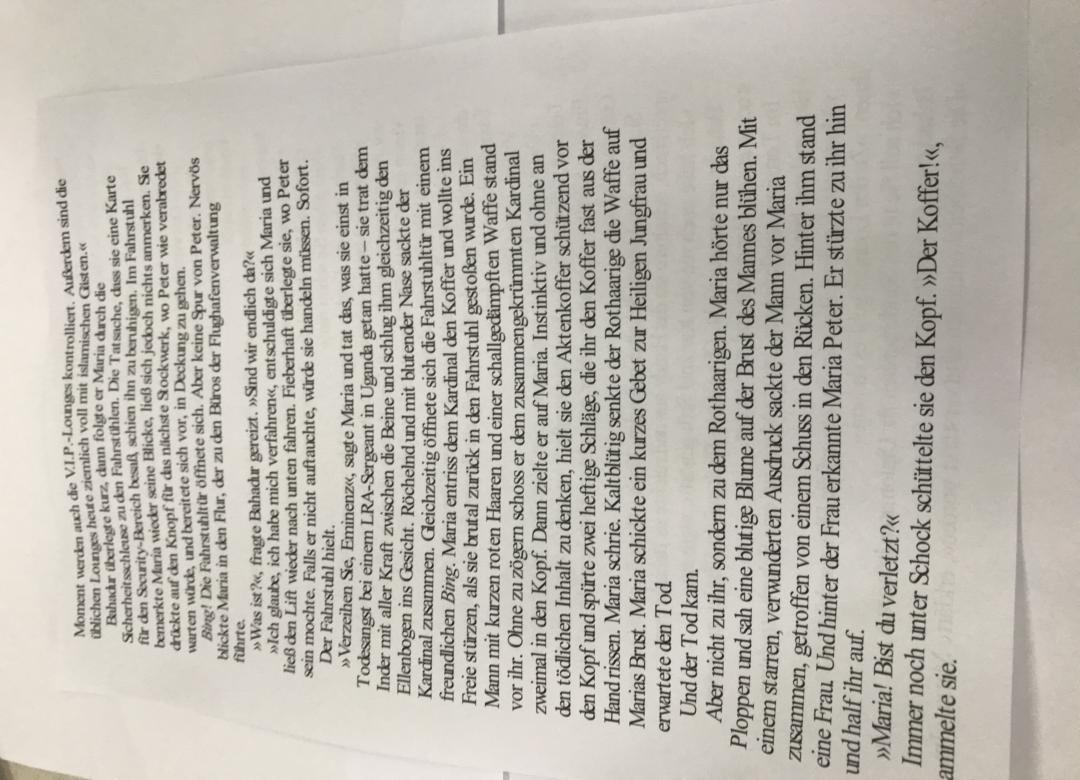 Moment werden auch die V.I.P.-Lounges kontrolliert. Außerdem sind die
üblichen Lounges heute ziemlich voll mit islamischen Gästen.«
Bahadur überlegte kurz, dann folgte er Maria durch die
Sicherheitsschleuse zu den Fahrstühlen. Die Tatsache, dass sie eine Karte
für den Security-Bereich besaß, schien ihn zu beruhigen. Im Fahrstuhl
bemerkte Maria wieder seine Blicke, ließ sich jedoch nichts anmerken. Sie
drückte auf den Knopf für das nächste Stockwerk, wo Peter wie verabredet
warten würde, und bereitete sich vor, in Deckung zu gehen.
Bing! Die Fahrstuhltür öffnete sich. Aber keine Spur von Peter. Nervös
blickte Maria in den Flur, der zu den Büros der Flughafenverwaltung
führte.
»Was ist?«, fragte Bahadur gereizt. »Sind wir endlich da?«
»Ich glaube, ich habe mich verfahren«, entschuldigte sich Maria und
ließ den Lift wieder nach unten fahren. Fieberhaft überlegte sie, wo Peter
sein mochte. Falls er nicht auftauchte, würde sie handeln müssen. Sofort.
Der Fahrstuhl hielt.
»Verzeihen Sie, Eminenz«, sagte Maria und tat das, was sie einst in
Todesangst bei einem LRA-Sergeant in Uganda getan hatte – sie trat dem
Inder mit aller Kraft zwischen die Beine und schlug ihm gleichzeitig den
Ellenbogen ins Gesicht. Röchelnd und mit blutender Nase sackte der
Kardinal zusammen. Gleichzeitig öffnete sich die Fahrstuhltür mit einem
freundlichen Bing. Maria entriss dem Kardinal den Koffer und wollte ins
Freie stürzen, als sie brutal zurück in den Fahrstuhl gestoßen wurde. Ein
Mann mit kurzen roten Haaren und einer schallgedämpften Waffe stand
vor ihr. Ohne zu zögern schoss er dem zusammengekrümmten Kardinal
zweimal in den Kopf. Dann zielte er auf Maria. Instinktiv und ohne an
den tödlichen Inhalt zu denken, hielt sie den Aktenkoffer schützend vor
den Kopf und spürte zwei heftige Schläge, die ihr den Koffer fast aus der
Hand rissen. Maria schrie. Kaltblütig senkte der Rothaarige die Waffe auf
Marias Brust. Maria schickte ein kurzes Gebet zur Heiligen Jungfrau und
erwartete den Tod
Und der Tod kam.
Aber nicht zu ihr, sondern zu dem Rothaarigen. Maria hörte nur das
Ploppen und sah eine blutige Blume auf der Brust des Mannes blühen. Mit
einem starren, verwunderten Ausdruck sackte der Mann vor Maria
zusammen, getroffen von einem Schuss in den Rücken. Hinter ihm stand
eine Frau. Und hinter der Frau erkannte Maria Peter. Er stürzte zu ihr hin
und half ihr auf.
»Maria! Bist du verletzt?«
Immer noch unter Schock schüttelte sie den Kopf. »Der Koffer!«,
ammelte sie.